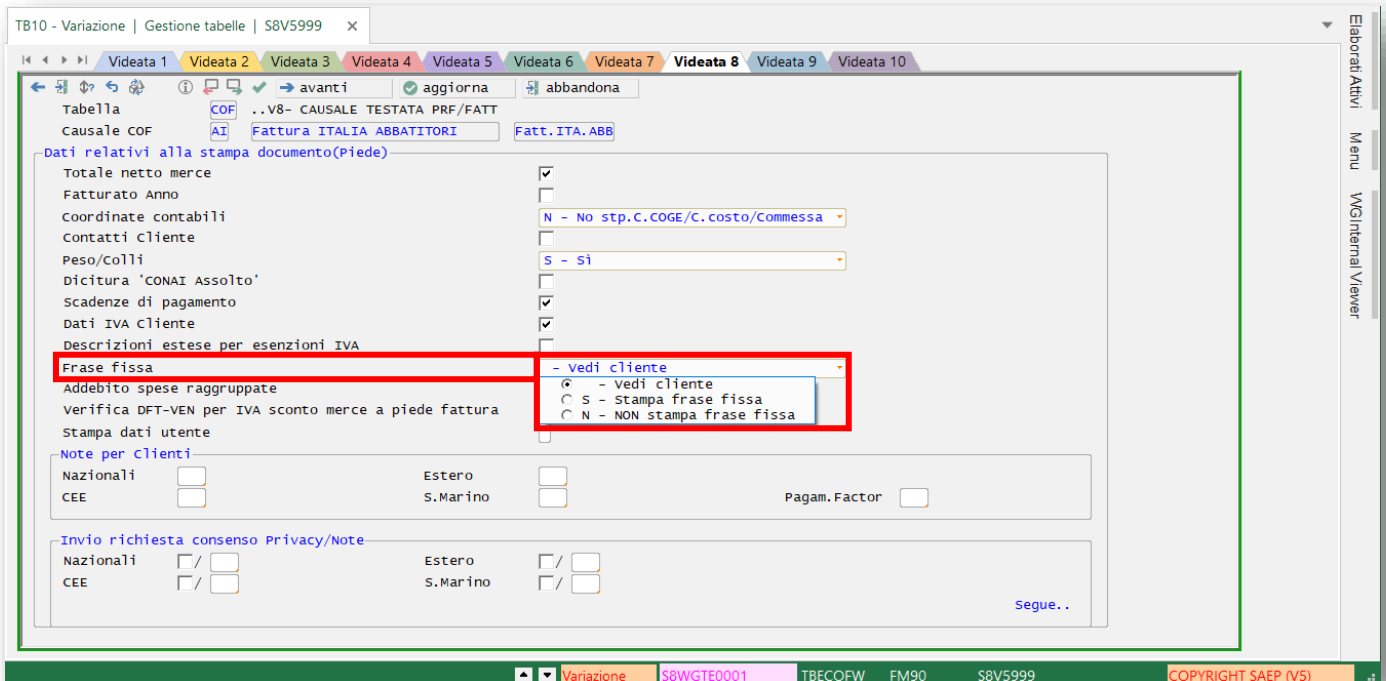 TB10 - Variazione | Gestione tabelle | S8V5999
Videata 1 Videata 2 Videata 3 Videata 4 Videata 5 Videata 6 Videata 7 Videata 8 Videata 9 Videata 10
avanti aggiorna abbandona
Tabella COF ..V8- CAUSALE TESTATA PRF/FATT
Causale COF AI Fattura ITALIA ABBATITORI Fatt.ITA.ABB
Dati relativi alla stampa documento(Piede)
Totale netto merce
Fatturato Anno
Coordinate contabili N - No stp.C.COGE/C.costo/Commessa
Contatti Cliente
Peso/Colli S - Sì
Dicitura 'CONAI Assolto'
Scadenze di pagamento
Dati IVA Cliente
Descrizioni estese per esenzioni IVA
Frase fissa - Vedi cliente
- Vedi cliente
Addebito spese raggruppate
S - Stampa frase fissa
Verifica DFT-VEN per IVA sconto merce a piede fattura
N - NON stampa frase fissa
Stampa dati utente
Note per Clienti
Nazionali Estero
CEE S.Marino Pagam.Factor
Invio richiesta consenso Privacy/Note
Nazionali / Estero /
CEE / S.Marino /
Segue..
Variazione S8WGTE0001 TBECOFW FM90 S8V5999 COPYRIGHT SAEP (V5)
Elaborati Attivi
Menu
WGInternal Viewer